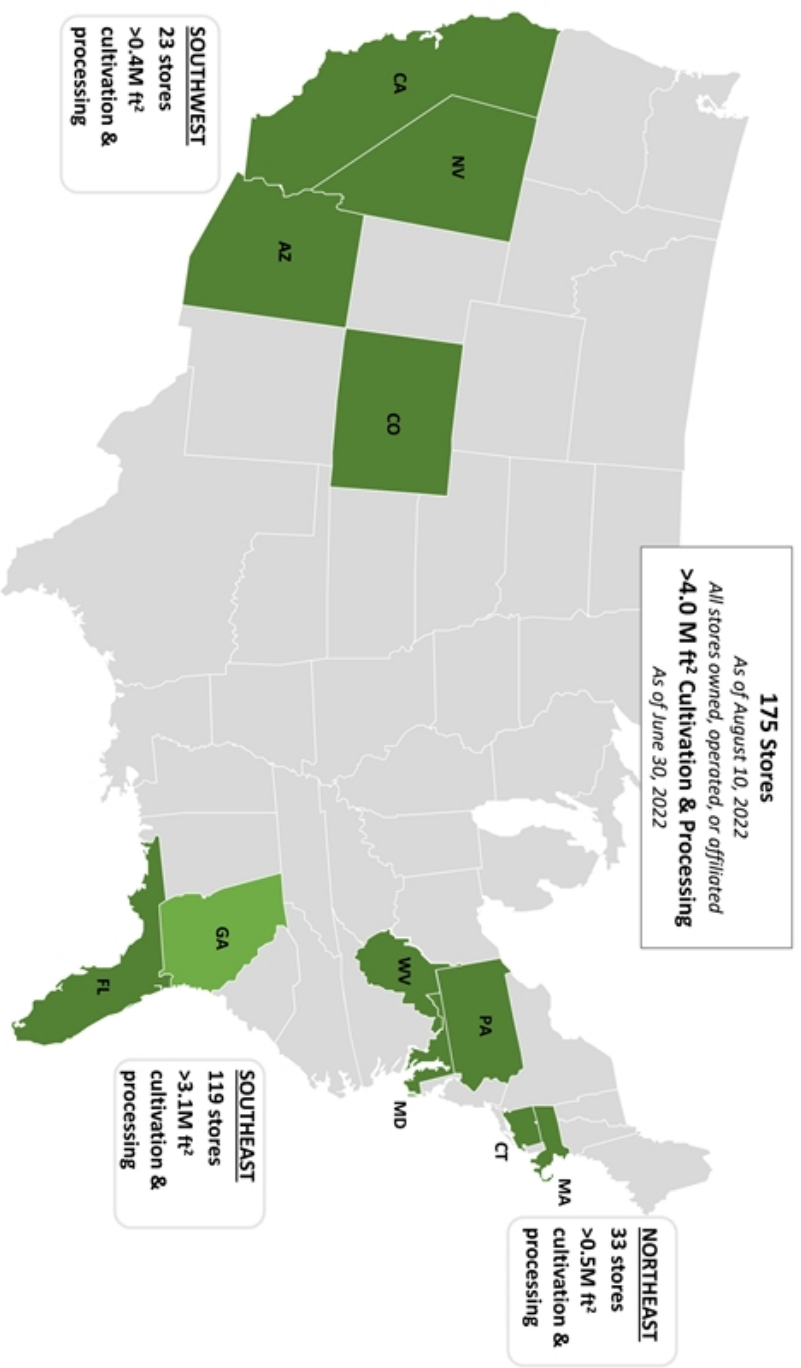 175 Stores
As of August 10, 2022
All stores owned, operated, or affiliated
>4.0 M ft² Cultivation & Processing
As of June 30, 2022
CA
NV
AZ
CO
GA
FL
WV
PA
MD
CT
MA
SOUTHWEST
23 stores
>0.4M ft²
cultivation &
processing
SOUTHEAST
119 stores
>3.1M ft²
cultivation &
processing
NORTHEAST
33 stores
>0.5M ft²
cultivation &
processing